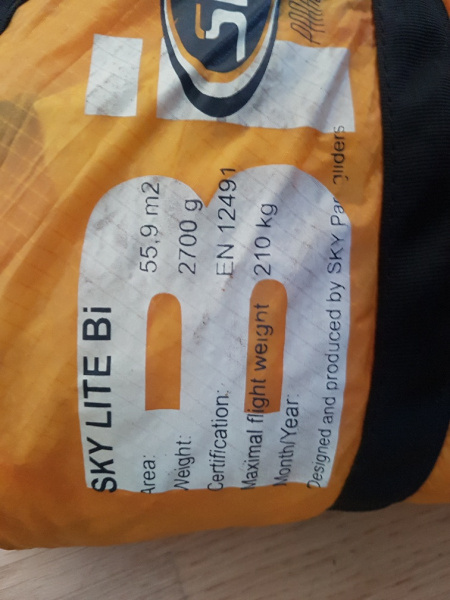 SKY LITE Bi
Area: 55,9 m2
Weight: 2700 g
Certification: EN 12491
Maximal flight weight 210 kg
Month/Year:
Designed and produced by SKY Paragliders
Bi